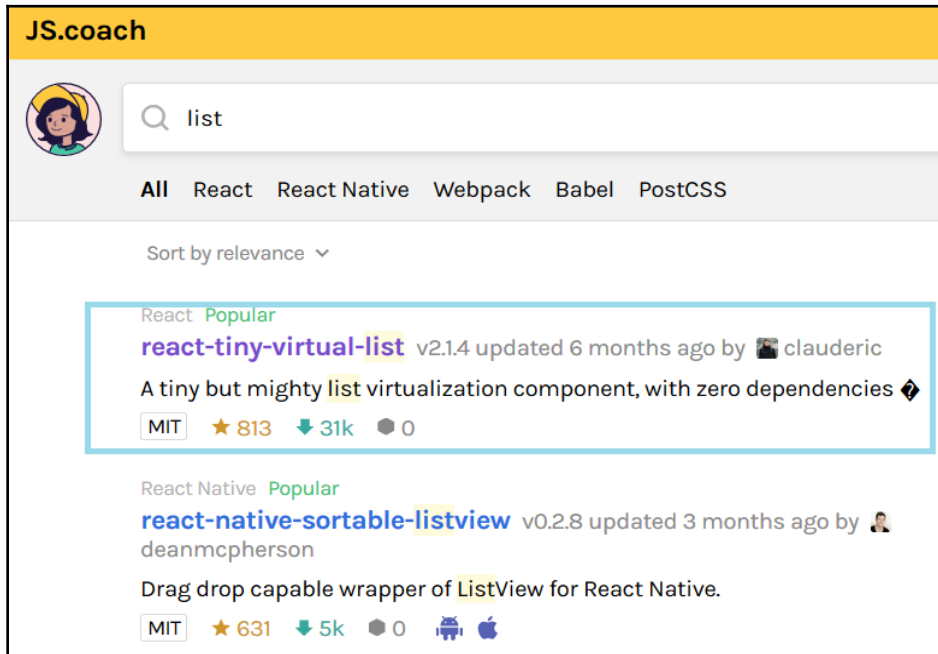 JS.coach
list
All React React Native Webpack Babel PostCSS
Sort by relevance
React Popular
react-tiny-virtual-list v2.1.4 updated 6 months ago by clauderic
A tiny but mighty list virtualization component, with zero dependencies �
MIT 813 31k 0
React Native Popular
react-native-sortable-listview v0.2.8 updated 3 months ago by
deanmcpherson
Drag drop capable wrapper of ListView for React Native.
MIT 631 5k 0